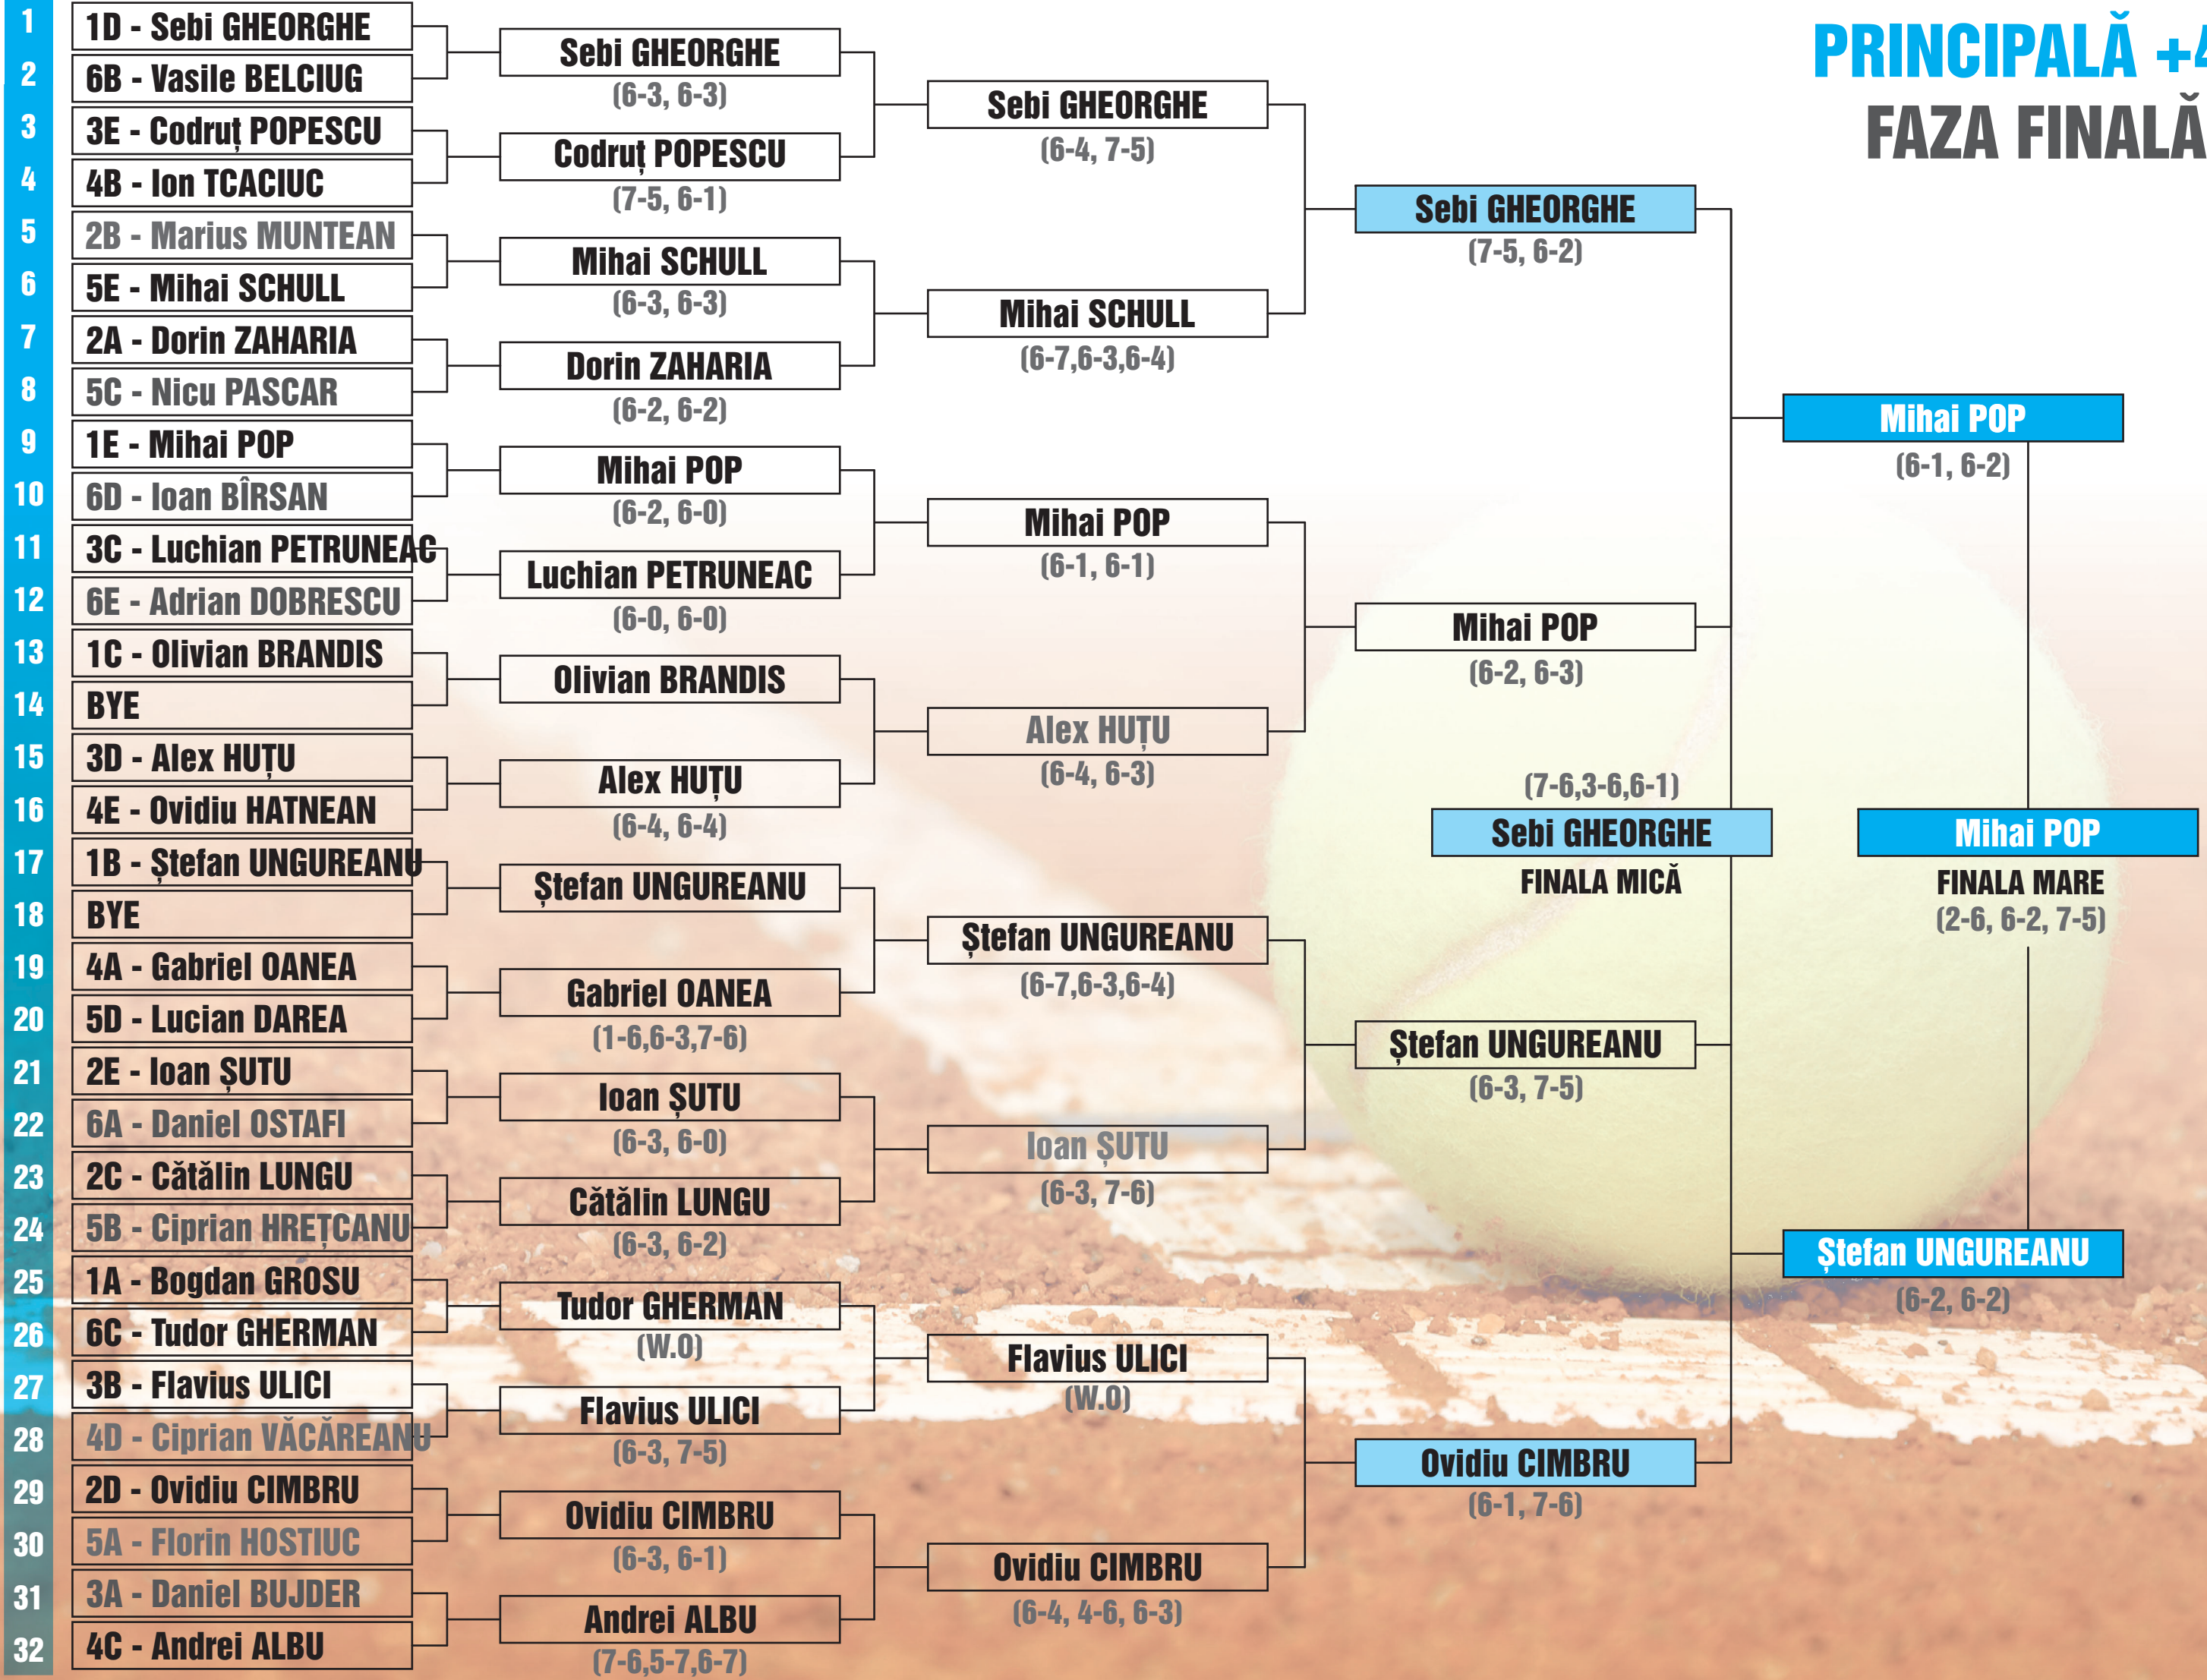 PRINCIPALĂ +4
FAZA FINALĂ
1
1D - Sebi GHEORGHE
2
6B - Vasile BELCIUG
3
3E - Codruț POPESCU
4
4B - Ion TCACIUC
5
2B - Marius MUNTEAN
6
5E - Mihai SCHULL
7
2A - Dorin ZAHARIA
8
5C - Nicu PASCAR
9
1E - Mihai POP
10
6D - Ioan BÎRSAN
11
3C - Luchian PETRUNEAC
12
6E - Adrian DOBRESCU
13
1C - Olivian BRANDIS
14
BYE
15
3D - Alex HUȚU
16
4E - Ovidiu HATNEAN
17
1B - Ștefan UNGUREANU
18
BYE
19
4A - Gabriel OANEA
20
5D - Lucian DAREA
21
2E - Ioan ȘUTU
22
6A - Daniel OSTAFI
23
2C - Cătălin LUNGU
24
5B - Ciprian HREȚCANU
25
1A - Bogdan GROSU
26
6C - Tudor GHERMAN
27
3B - Flavius ULICI
28
4D - Ciprian VĂCĂREANU
29
2D - Ovidiu CIMBRU
30
5A - Florin HOSTIUC
31
3A - Daniel BUJDER
32
4C - Andrei ALBU
Sebi GHEORGHE
(6-3, 6-3)
Codruț POPESCU
(7-5, 6-1)
Mihai SCHULL
(6-3, 6-3)
Dorin ZAHARIA
(6-2, 6-2)
Mihai POP
(6-2, 6-0)
Luchian PETRUNEAC
(6-0, 6-0)
Olivian BRANDIS
Alex HUȚU
(6-4, 6-4)
Ștefan UNGUREANU
Gabriel OANEA
(1-6,6-3,7-6)
Ioan ȘUTU
(6-3, 6-0)
Cătălin LUNGU
(6-3, 6-2)
Tudor GHERMAN
(W.O)
Flavius ULICI
(6-3, 7-5)
Ovidiu CIMBRU
(6-3, 6-1)
Andrei ALBU
(7-6,5-7,6-7)
Sebi GHEORGHE
(6-4, 7-5)
Mihai SCHULL
(6-7,6-3,6-4)
Mihai POP
(6-1, 6-1)
Alex HUȚU
(6-4, 6-3)
Ștefan UNGUREANU
(6-7,6-3,6-4)
Ioan ȘUTU
(6-3, 7-6)
Flavius ULICI
(W.O)
Ovidiu CIMBRU
(6-4, 4-6, 6-3)
Sebi GHEORGHE
(7-5, 6-2)
Mihai POP
(6-2, 6-3)
Ștefan UNGUREANU
(6-3, 7-5)
Ovidiu CIMBRU
(6-1, 7-6)
(7-6,3-6,6-1)
Sebi GHEORGHE
FINALA MICĂ
Mihai POP
(6-1, 6-2)
Mihai POP
FINALA MARE
(2-6, 6-2, 7-5)
Ștefan UNGUREANU
(6-2, 6-2)